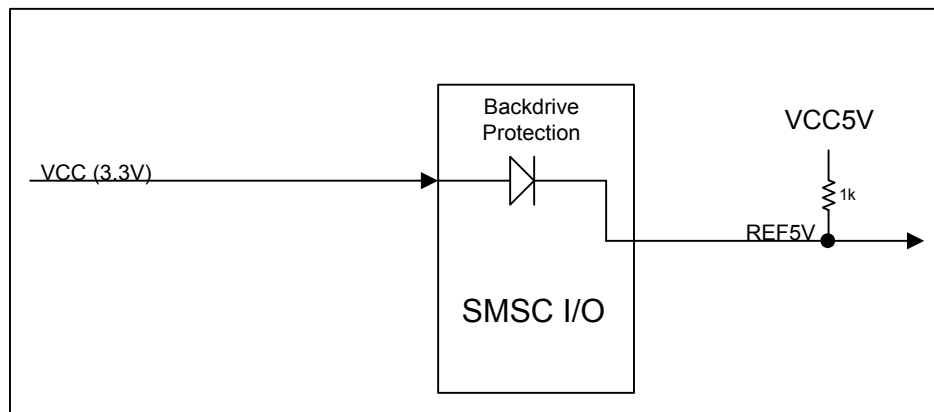 Backdrive
Protection
VCC5V
VCC (3.3V)
1k
REF5V
SMSC I/O